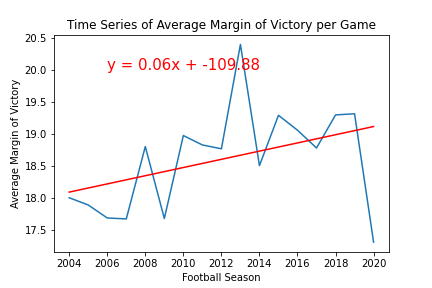 Time Series of Average Margin of Victory per Game
20.5
20.0
19.5
19.0
18.5
18.0
17.5
Average Margin of Victory
y = 0.06x + -109.88
2004 2006 2008 2010 2012 2014 2016 2018 2020
Football Season